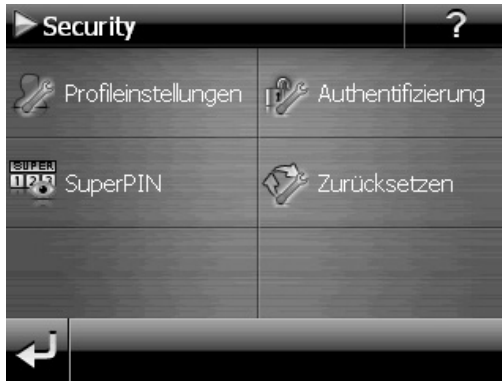 Security ?
Profileinstellungen
Authentifizierung
SUPER
123
SuperPIN
Zurücksetzen